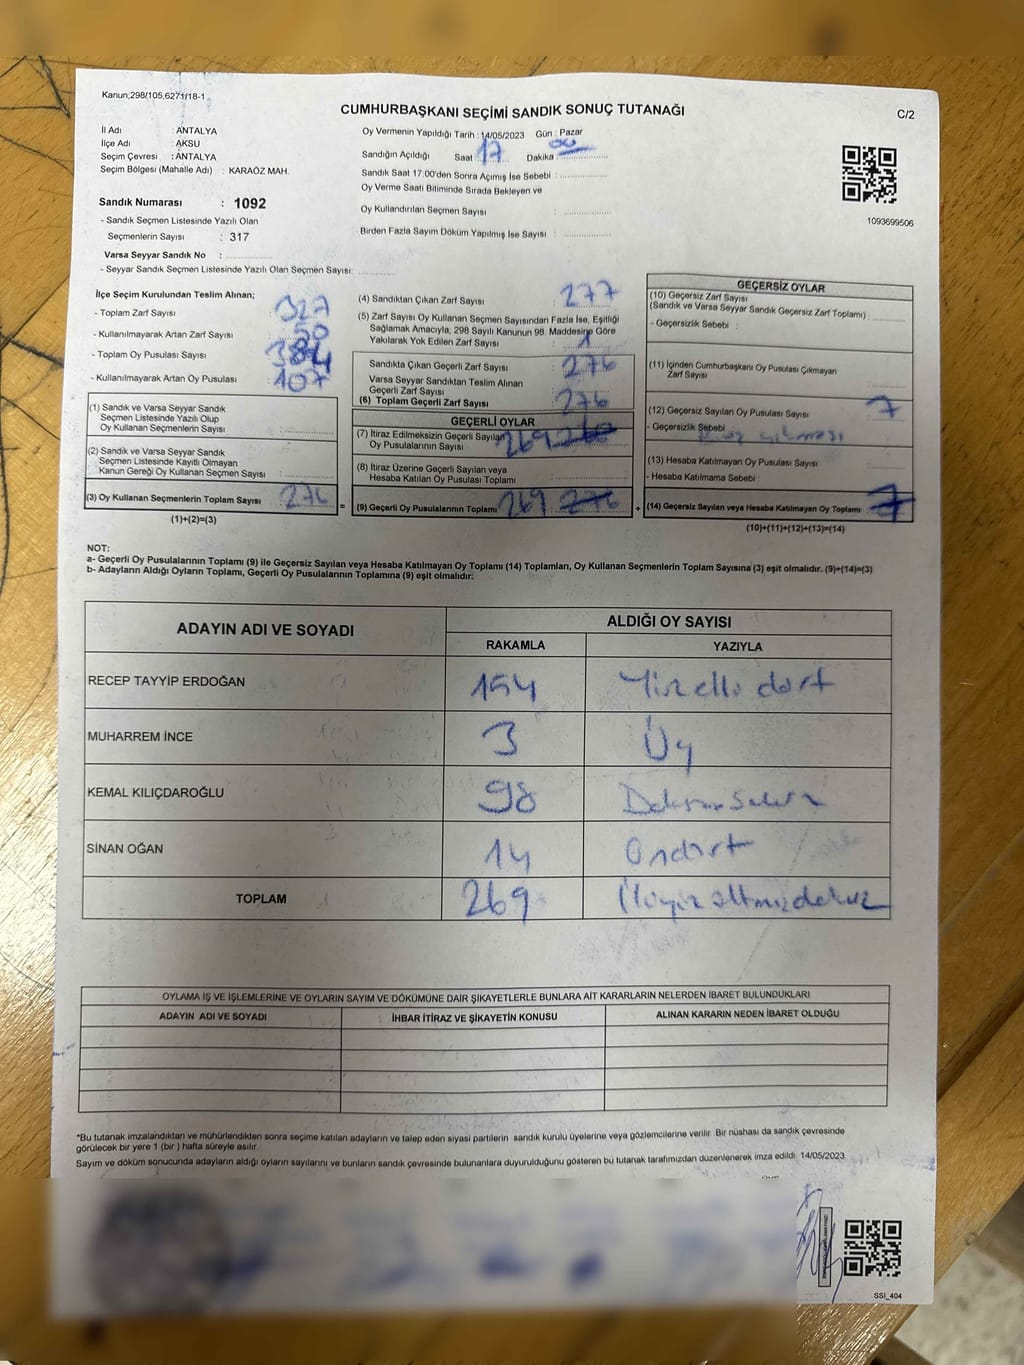 Kanun,298/105,6271/18-1
CUMHURBAŞKANI SEÇİMİ SANDIK SONUÇ TUTANAĞI
C/2
İl Adı : ANTALYA
İlçe Adı : AKSU
Seçim Çevresi : ANTALYA
Seçim Bölgesi (Mahalle Adı) : KARAÖZ MAH.
Sandık Numarası : 1092
- Sandık Seçmen Listesinde Yazılı Olan
Seçmenlerin Sayısı : 317
Varsa Seyyar Sandık No :
- Seyyar Sandık Seçmen Listesinde Yazılı Olan Seçmen Sayısı:
Oy Vermenin Yapıldığı Tarih : 14/05/2023 Gün : Pazar
Sandığın Açıldığı Saat 17 Dakika 00
Sandık Saat 17:00'den Sonra Açımış İse Sebebi :
Oy Verme Saati Bitiminde Sırada Bekleyen ve
Oy Kullandırılan Seçmen Sayısı :
Birden Fazla Sayım Döküm Yapılmış İse Sayısı :
1093699506
İlçe Seçim Kurulundan Teslim Alınan;
- Toplam Zarf Sayısı 327
- Kullanılmayarak Artan Zarf Sayısı 50
- Toplam Oy Pusulası Sayısı
- Kullanılmayarak Artan Oy Pusulası : 107
(1) Sandık ve Varsa Seyyar Sandık
Seçmen Listesinde Yazılı Olup
Oy Kullanan Seçmenlerin Sayısı :
(2) Sandık ve Varsa Seyyar Sandık
Seçmen Listesinde Kayıtlı Olmayan
Kanun Gereği Oy Kullanan Seçmen Sayısı :
(3) Oy Kullanan Seçmenlerin Toplam Sayısı 276
(1)+(2)=(3)
(4) Sandıktan Çıkan Zarf Sayısı : 277
(5) Zarf Sayısı Oy Kullanan Seçmen Sayısından Fazla İse, Eşitliği
Sağlamak Amacıyla; 298 Sayılı Kanunun 98. Maddesine Göre
Yakılarak Yok Edilen Zarf Sayısı : 1
Sandıkta Çıkan Geçerli Zarf Sayısı : 276
Varsa Seyyar Sandıktan Teslim Alınan
Geçerli Zarf Sayısı
(6) Toplam Geçerli Zarf Sayısı : 276
GEÇERLİ OYLAR
(7) İtiraz Edilmeksizin Geçerli Sayılan 269
Oy Pusulalarının Sayısı
(8) İtiraz Üzerine Geçerli Sayılan veya
Hesaba Katılan Oy Pusulası Toplamı :
= (9) Geçerli Oy Pusulalarının Toplamı 269 276
GEÇERSİZ OYLAR
(10) Geçersiz Zarf Sayısı
(Sandık ve Varsa Seyyar Sandık Geçersiz Zarf Toplamı) :
- Geçersizlik Sebebi :
(11) İçinden Cumhurbaşkanı Oy Pusulası Çıkmayan
Zarf Sayısı
(12) Geçersiz Sayılan Oy Pusulası Sayısı : 7
- Geçersizlik Sebebi
(13) Hesaba Katılmayan Oy Pusulası Sayısı :
- Hesaba Katılmama Sebebi :
+ (14) Geçersiz Sayılan veya Hesaba Katılmayan Oy Toplamı : 7
(10)+(11)+(12)+(13)=(14)
NOT:
a- Geçerli Oy Pusulalarının Toplamı (9) ile Geçersiz Sayılan veya Hesaba Katılmayan Oy Toplamı (14) Toplamları, Oy Kullanan Seçmenlerin Toplam Sayısına (3) eşit olmalıdır. (9)+(14)=(3)
b- Adayların Aldığı Oyların Toplamı, Geçerli Oy Pusulalarının Toplamına (9) eşit olmalıdır.
ADAYIN ADI VE SOYADI ALDIĞI OY SAYISI
RAKAMLA YAZIYLA
RECEP TAYYİP ERDOĞAN 154 Yüzelli dört
MUHARREM İNCE 3 Üç
KEMAL KILIÇDAROĞLU 98
SİNAN OĞAN 14 Ondört
TOPLAM 269 İkiyüz altmışdokuz
OYLAMA İŞ VE İŞLEMLERİNE VE OYLARIN SAYIM VE DÖKÜMÜNE DAİR ŞİKAYETLERLE BUNLARA AİT KARARLARIN NELERDEN İBARET BULUNDUKLARI
ADAYIN ADI VE SOYADI İHBAR İTİRAZ VE ŞİKAYETİN KONUSU ALINAN KARARIN NEDEN İBARET OLDUĞU
*Bu tutanak imzalandıktan ve mühürlendikten sonra seçime katılan adayların ve talep eden siyasi partilerin sandık kurulu üyelerine veya gözlemcilerine verilir. Bir nüshası da sandık çevresinde
görülecek bir yere 1 (bir ) hafta süreyle asılır.
Sayım ve döküm sonucunda adayların aldığı oyların sayılarını ve bunların sandık çevresinde bulunanlara duyurulduğunu gösteren bu tutanak tarafımızdan düzenlenerek imza edildi. 14/05/2023
SSI_404